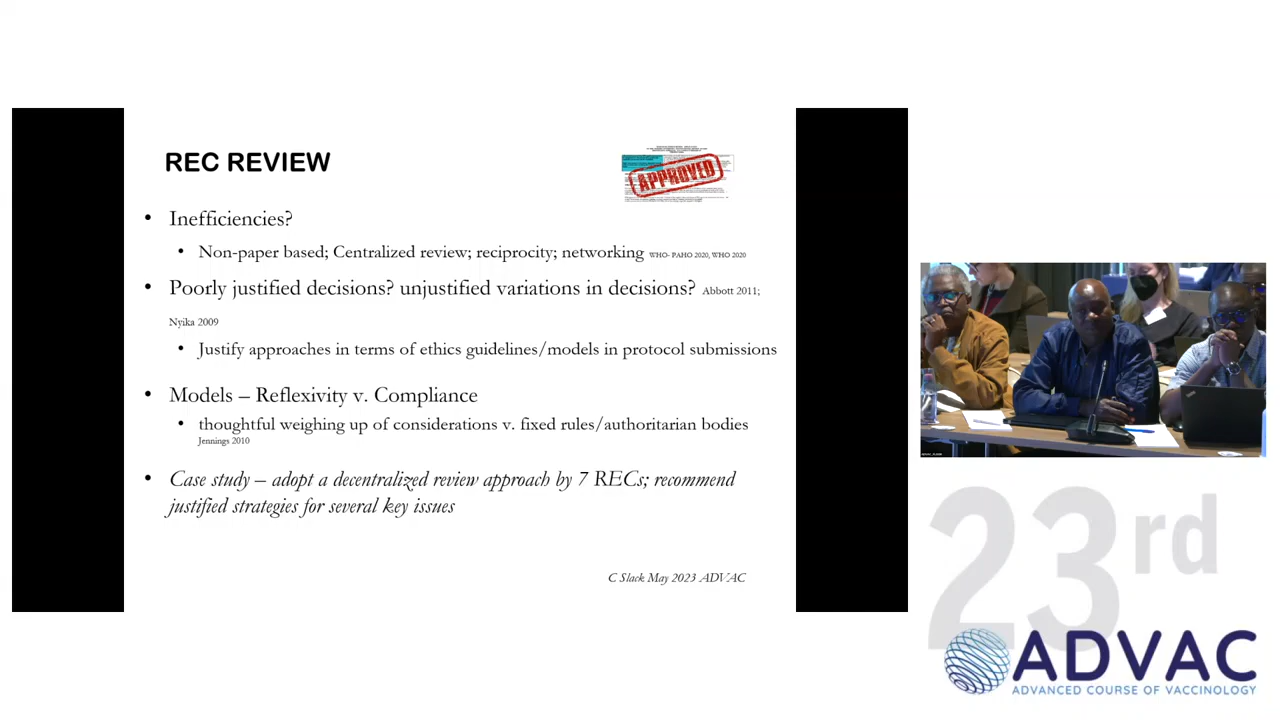 REC REVIEW
APPROVED
• Inefficiencies?
• Non-paper based; Centralized review; reciprocity; networking WHO- PAHO 2020, WHO 2020
• Poorly justified decisions? unjustified variations in decisions? Abbott 2011;
Nyika 2009
• Justify approaches in terms of ethics guidelines/models in protocol submissions
• Models – Reflexivity v. Compliance
• thoughtful weighing up of considerations v. fixed rules/authoritarian bodies
Jennings 2010
• Case study – adopt a decentralized review approach by 7 RECs; recommend
justified strategies for several key issues
C Slack May 2023 ADVAC
23rd
ADVAC
ADVANCED COURSE OF VACCINOLOGY